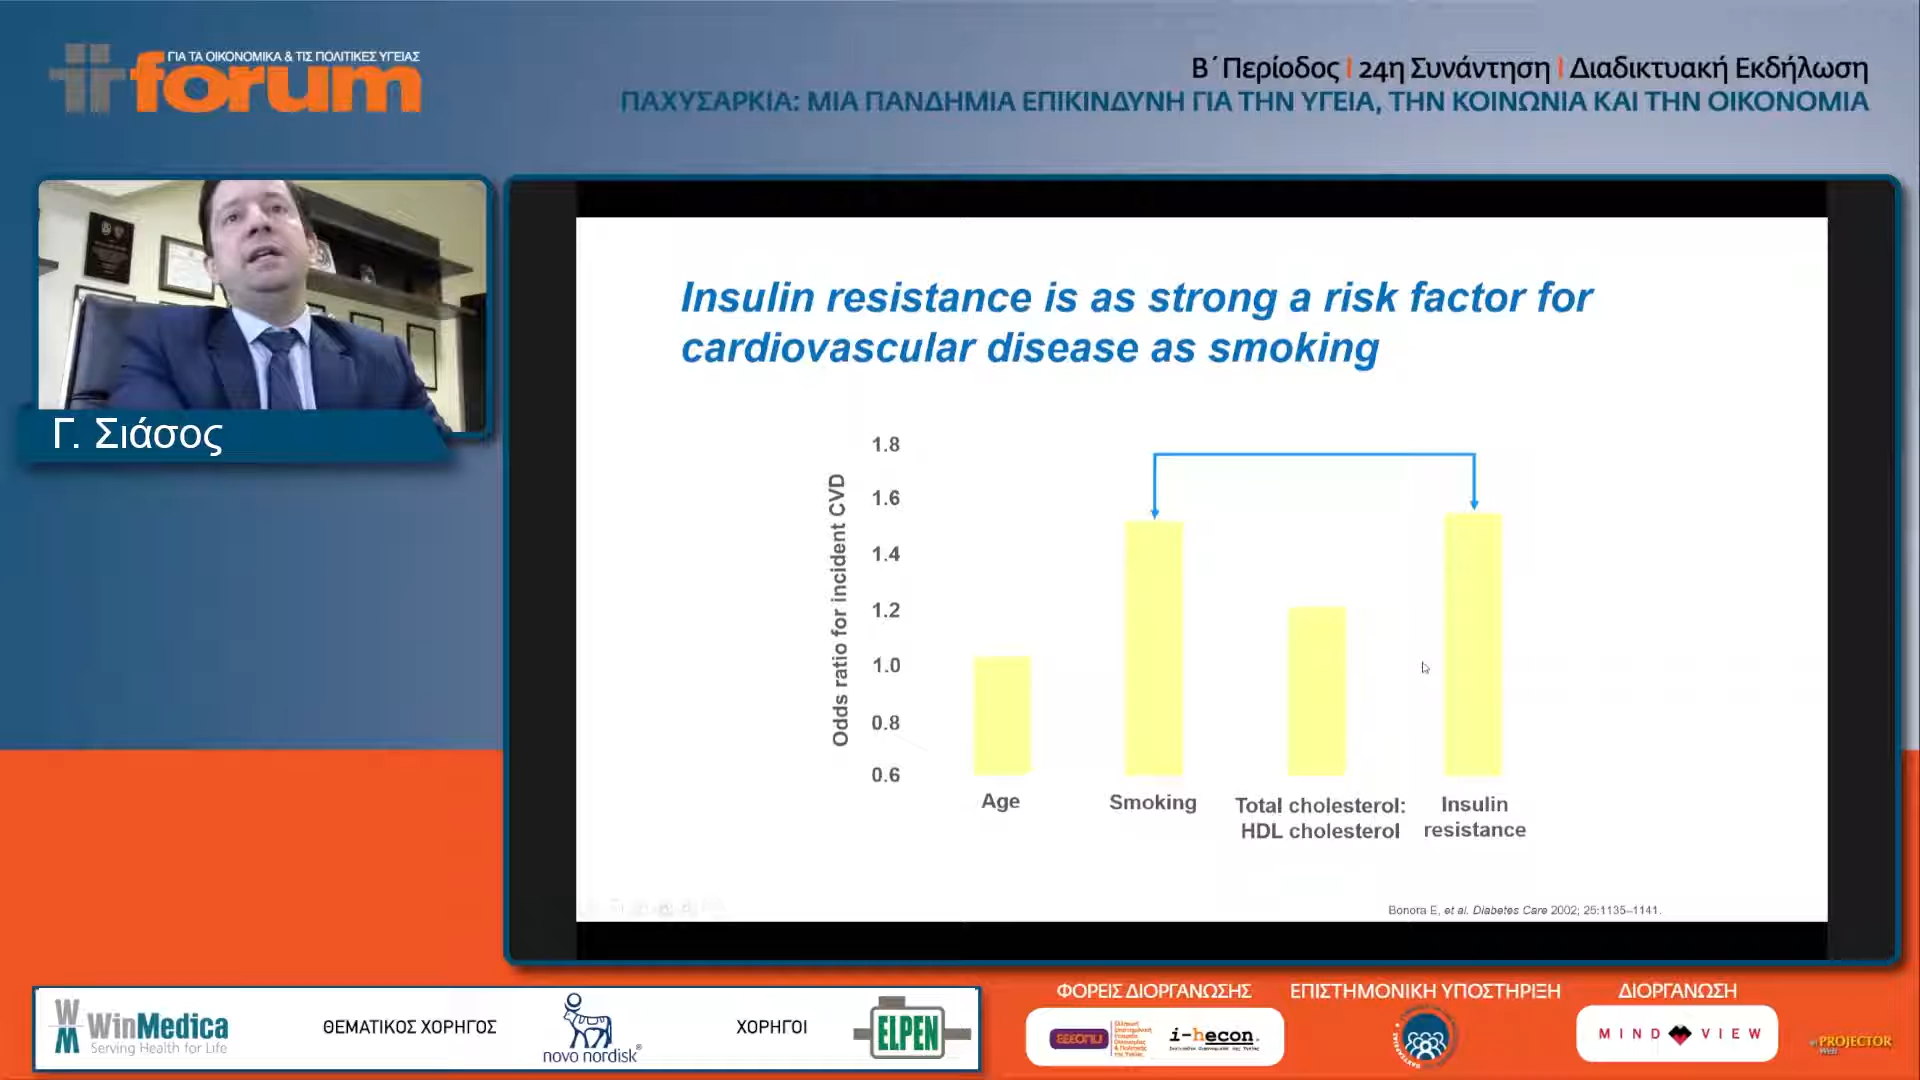 ΓΙΑ ΤΑ ΟΙΚΟΝΟΜΙΚΑ & ΤΙΣ ΠΟΛΙΤΙΚΕΣ ΥΓΕΙΑΣ
forum
Β΄ Περίοδος | 24η Συνάντηση | Διαδικτυακή Εκδήλωση
ΠΑΧΥΣΑΡΚΙΑ: ΜΙΑ ΠΑΝΔΗΜΙΑ ΕΠΙΚΙΝΔΥΝΗ ΓΙΑ ΤΗΝ ΥΓΕΙΑ, ΤΗΝ ΚΟΙΝΩΝΙΑ ΚΑΙ ΤΗΝ ΟΙΚΟΝΟΜΙΑ
Γ. Σιάσος
Insulin resistance is as strong a risk factor for
cardiovascular disease as smoking
Odds ratio for incident CVD
1.8
1.6
1.4
1.2
1.0
0.8
0.6
Age
Smoking
Total cholesterol:
HDL cholesterol
Insulin
resistance
Bonora E, et al. Diabetes Care 2002; 25:1135–1141.
WinMedica
Serving Health for Life
ΘΕΜΑΤΙΚΟΣ ΧΟΡΗΓΟΣ
novo nordisk®
ΧΟΡΗΓΟΙ
ELPEN
ΦΟΡΕΙΣ ΔΙΟΡΓΑΝΩΣΗΣ
i-hecon.
ΕΠΙΣΤΗΜΟΝΙΚΗ ΥΠΟΣΤΗΡΙΞΗ
ΔΙΟΡΓΑΝΩΣΗ
MIND VIEW
PROJECTOR